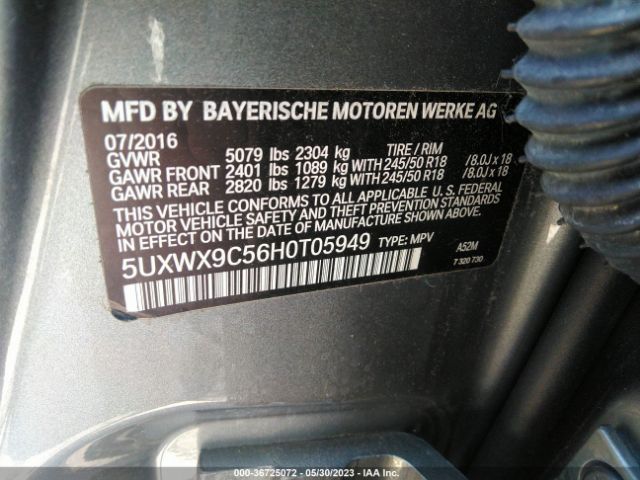 MFD BY BAYERISCHE MOTOREN WERKE AG
07/2016 TIRE / RIM
GVWR 5079 lbs 2304 kg
GAWR FRONT 2401 lbs 1089 kg WITH 245/50 R18 /8.0J x 18
GAWR REAR 2820 lbs 1279 kg WITH 245/50 R18 /8.0J x 18
THIS VEHICLE CONFORMS TO ALL APPLICABLE U. S. FEDERAL
MOTOR VEHICLE SAFETY AND THEFT PREVENTION STANDARDS
IN EFFECT ON THE DATE OF MANUFACTURE SHOWN ABOVE.
5UXWX9C56H0T05949 TYPE: MPV A52M
7 320 730
000-36725072 — 05/30/2023 — IAA Inc.